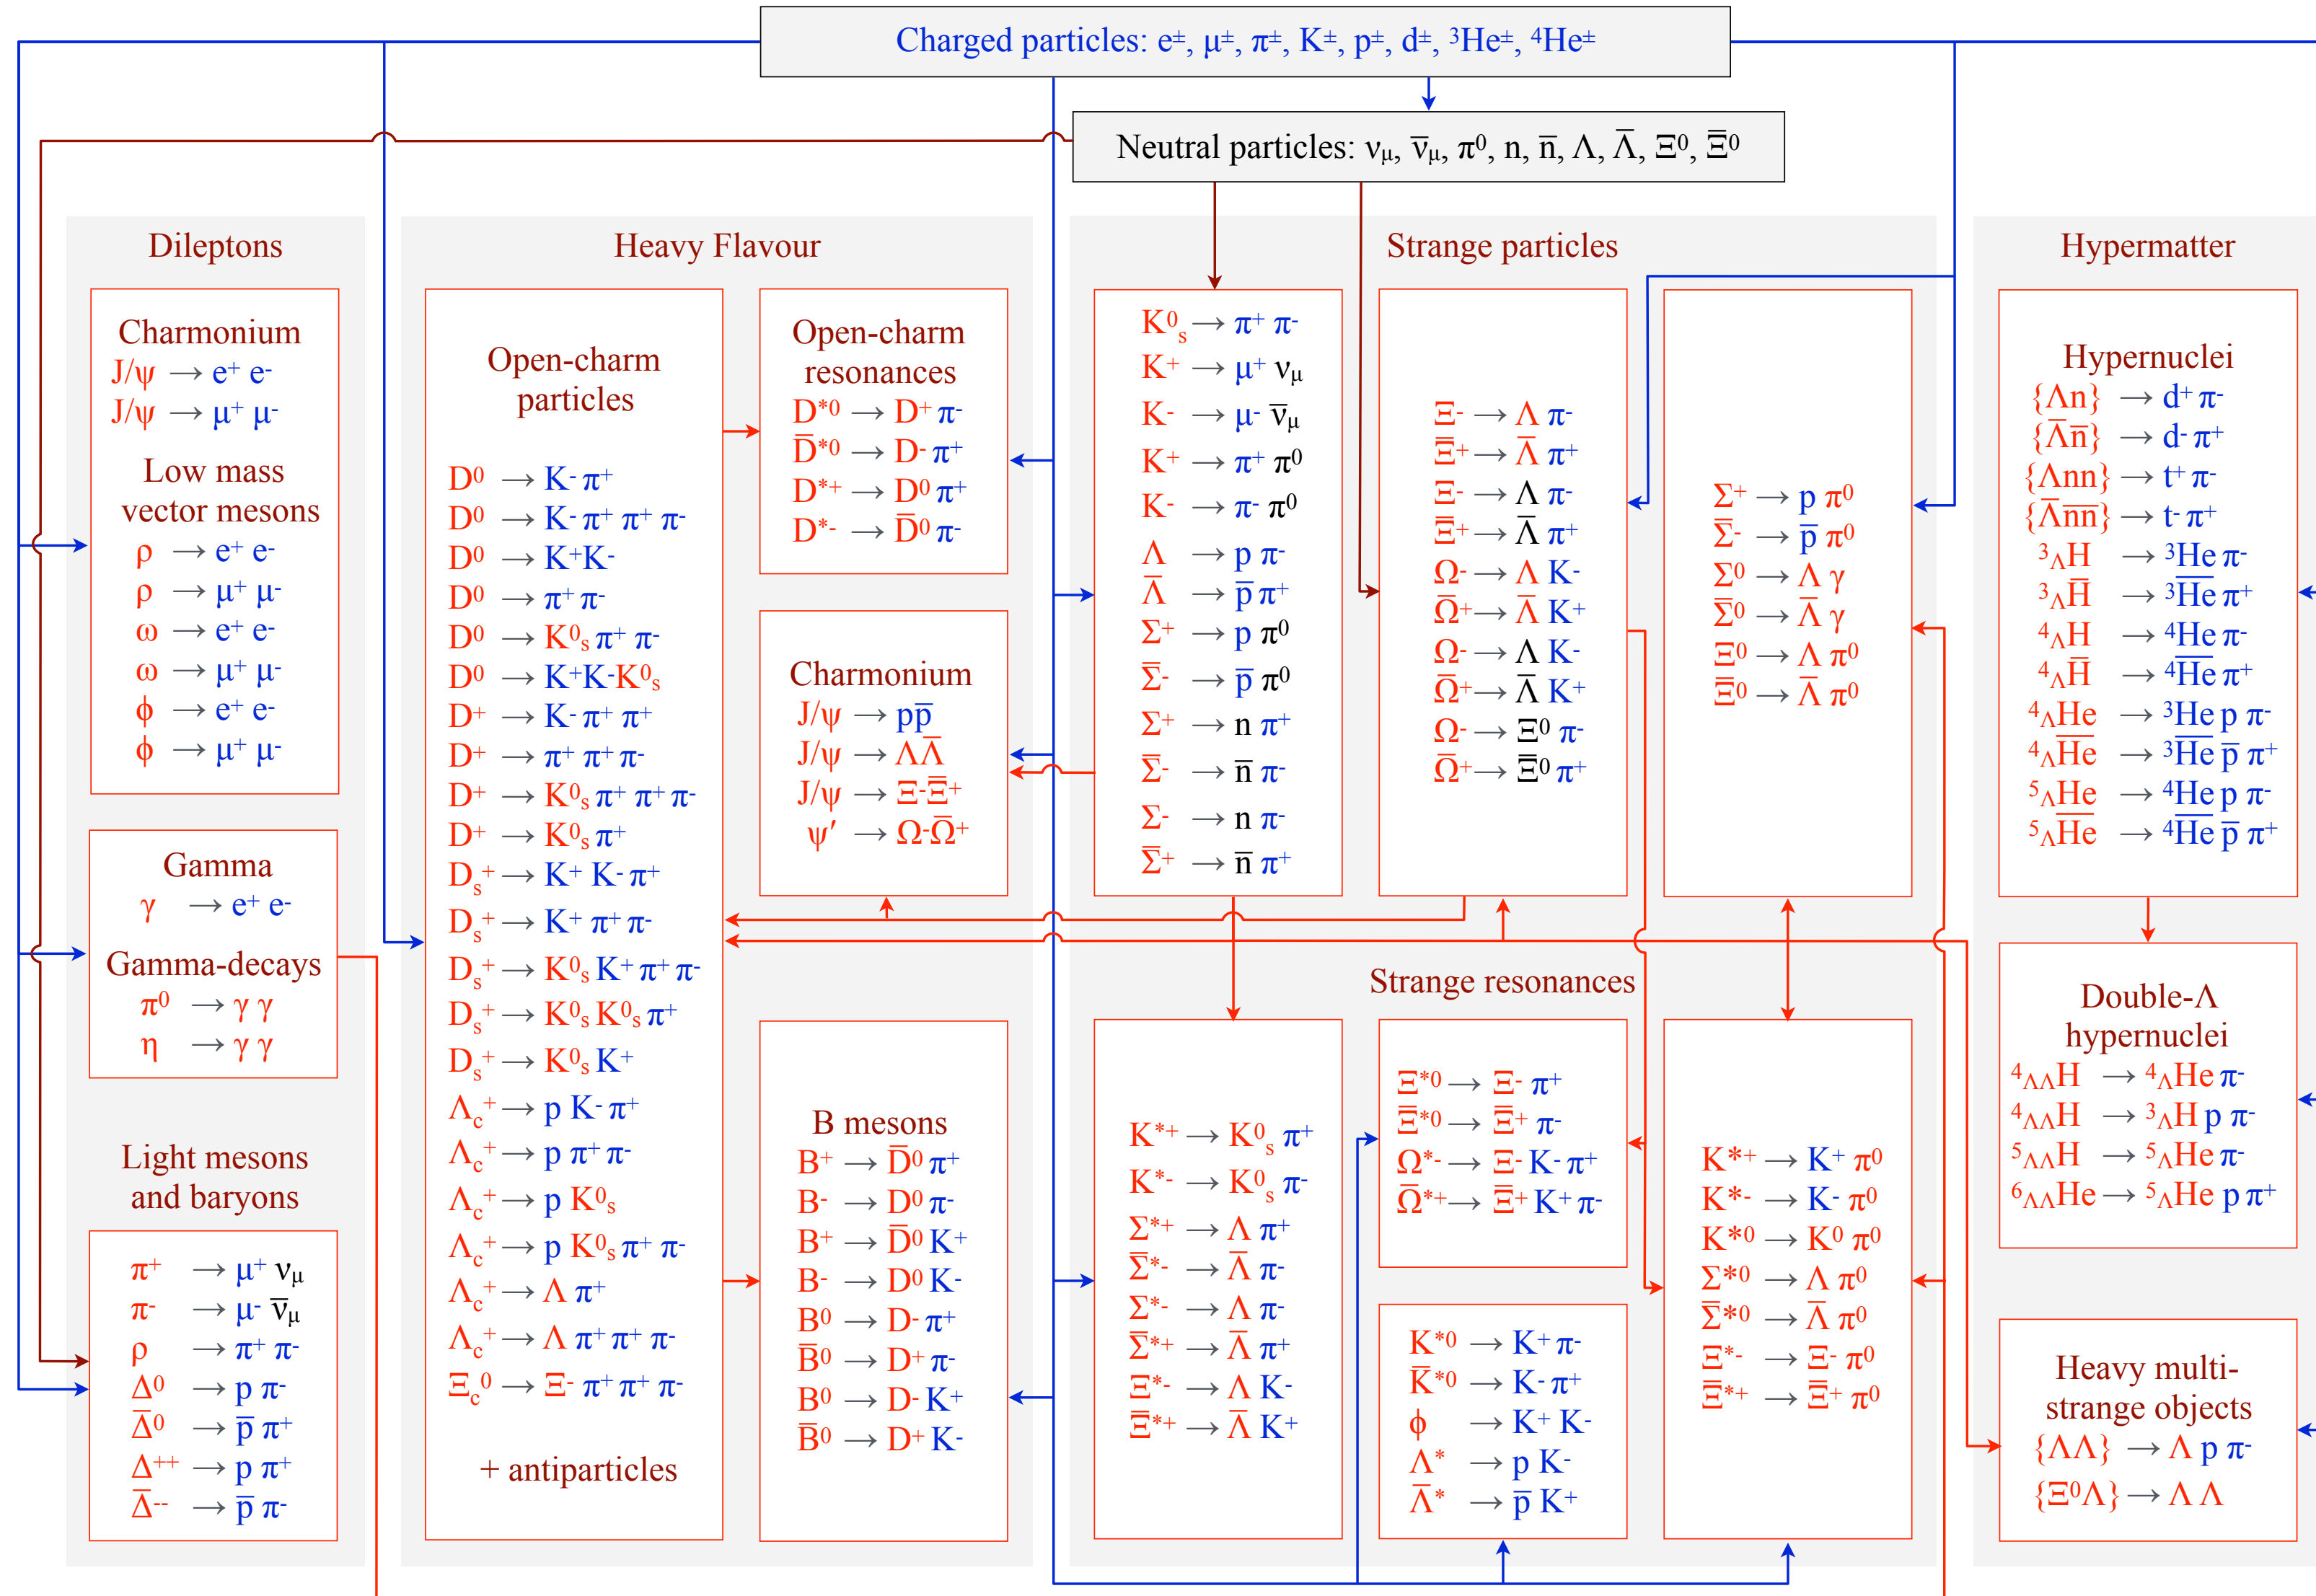 Charged particles: e±, μ±, π±, K±, p±, d±, ³He±, ⁴He±
Neutral particles: νμ, ν̅μ, π⁰, n, n̅, Λ, Λ̅, Ξ⁰, Ξ̅⁰
Dileptons
Charmonium
J/ψ → e⁺ e⁻
J/ψ → μ⁺ μ⁻
Low mass
vector mesons
ρ → e⁺ e⁻
ρ → μ⁺ μ⁻
ω → e⁺ e⁻
ω → μ⁺ μ⁻
ϕ → e⁺ e⁻
ϕ → μ⁺ μ⁻
Gamma
γ → e⁺ e⁻
Gamma-decays
π⁰ → γ γ
η → γ γ
Light mesons
and baryons
π⁺ → μ⁺ νμ
π⁻ → μ⁻ ν̅μ
ρ → π⁺ π⁻
Δ⁰ → p π⁻
Δ̅⁰ → p̅ π⁺
Δ⁺⁺ → p π⁺
Δ̅⁻⁻ → p̅ π⁻
Heavy Flavour
Open-charm
particles
D⁰ → K⁻ π⁺
D⁰ → K⁻ π⁺ π⁺ π⁻
D⁰ → K⁺K⁻
D⁰ → π⁺ π⁻
D⁰ → K⁰s π⁺ π⁻
D⁰ → K⁺K⁻K⁰s
D⁺ → K⁻ π⁺ π⁺
D⁺ → π⁺ π⁺ π⁻
D⁺ → K⁰s π⁺ π⁺ π⁻
D⁺ → K⁰s π⁺
Ds⁺ → K⁺ K⁻ π⁺
Ds⁺ → K⁺ π⁺ π⁻
Ds⁺ → K⁰s K⁺ π⁺ π⁻
Ds⁺ → K⁰s K⁰s π⁺
Ds⁺ → K⁰s K⁺
Λc⁺ → p K⁻ π⁺
Λc⁺ → p π⁺ π⁻
Λc⁺ → p K⁰s
Λc⁺ → p K⁰s π⁺ π⁻
Λc⁺ → Λ π⁺
Λc⁺ → Λ π⁺ π⁺ π⁻
Ξc⁰ → Ξ⁻ π⁺ π⁺ π⁻
+ antiparticles
Open-charm
resonances
D*⁰ → D⁺ π⁻
D̅*⁰ → D⁻ π⁺
D*⁺ → D⁰ π⁺
D*⁻ → D̅⁰ π⁻
Charmonium
J/ψ → pp̅
J/ψ → ΛΛ̅
J/ψ → Ξ⁻Ξ̅⁺
ψ′ → Ω⁻Ω̅⁺
B mesons
B⁺ → D̅⁰ π⁺
B⁻ → D⁰ π⁻
B⁺ → D̅⁰ K⁺
B⁻ → D⁰ K⁻
B⁰ → D⁻ π⁺
B̅⁰ → D⁺ π⁻
B⁰ → D⁻ K⁺
B̅⁰ → D⁺ K⁻
Strange particles
K⁰s → π⁺ π⁻
K⁺ → μ⁺ νμ
K⁻ → μ⁻ ν̅μ
K⁺ → π⁺ π⁰
K⁻ → π⁻ π⁰
Λ → p π⁻
Λ̅ → p̅ π⁺
Σ⁺ → p π⁰
Σ̅⁻ → p̅ π⁰
Σ⁺ → n π⁺
Σ̅⁻ → n̅ π⁻
Σ⁻ → n π⁻
Σ̅⁺ → n̅ π⁺
Ξ⁻ → Λ π⁻
Ξ̅⁺ → Λ̅ π⁺
Ξ⁻ → Λ π⁻
Ξ̅⁺ → Λ̅ π⁺
Ω⁻ → Λ K⁻
Ω̅⁺ → Λ̅ K⁺
Ω⁻ → Λ K⁻
Ω̅⁺ → Λ̅ K⁺
Ω⁻ → Ξ⁰ π⁻
Ω̅⁺ → Ξ̅⁰ π⁺
Σ⁺ → p π⁰
Σ̅⁻ → p̅ π⁰
Σ⁰ → Λ γ
Σ̅⁰ → Λ̅ γ
Ξ⁰ → Λ π⁰
Ξ̅⁰ → Λ̅ π⁰
Strange resonances
K*⁺ → K⁰s π⁺
K*⁻ → K⁰s π⁻
Σ*⁺ → Λ π⁺
Σ̅*⁻ → Λ̅ π⁻
Σ*⁻ → Λ π⁻
Σ̅*⁺ → Λ̅ π⁺
Ξ*⁻ → Λ K⁻
Ξ̅*⁺ → Λ̅ K⁺
Ξ*⁰ → Ξ⁻ π⁺
Ξ̅*⁰ → Ξ̅⁺ π⁻
Ω*⁻ → Ξ⁻ K⁻ π⁺
Ω̅*⁺ → Ξ̅⁺ K⁺ π⁻
K*⁰ → K⁺ π⁻
K̅*⁰ → K⁻ π⁺
ϕ → K⁺ K⁻
Λ* → p K⁻
Λ̅* → p̅ K⁺
K*⁺ → K⁺ π⁰
K*⁻ → K⁻ π⁰
K*⁰ → K⁰ π⁰
Σ*⁰ → Λ π⁰
Σ̅*⁰ → Λ̅ π⁰
Ξ*⁻ → Ξ⁻ π⁰
Ξ̅*⁺ → Ξ̅⁺ π⁰
Hypermatter
Hypernuclei
{Λn} → d⁺ π⁻
{Λ̅n̅} → d⁻ π⁺
{Λnn} → t⁺ π⁻
{Λ̅n̅n̅} → t⁻ π⁺
³ΛH → ³He π⁻
³ΛH̅ → ³H̅e̅ π⁺
⁴ΛH → ⁴He π⁻
⁴ΛH̅ → ⁴H̅e̅ π⁺
⁴ΛHe → ³He p π⁻
⁴ΛH̅e̅ → ³H̅e̅ p̅ π⁺
⁵ΛHe → ⁴He p π⁻
⁵ΛH̅e̅ → ⁴H̅e̅ p̅ π⁺
Double-Λ
hypernuclei
⁴ΛΛH → ⁴ΛHe π⁻
⁴ΛΛH → ³ΛH p π⁻
⁵ΛΛH → ⁵ΛHe π⁻
⁶ΛΛHe → ⁵ΛHe p π⁺
Heavy multi-
strange objects
{ΛΛ} → Λ p π⁻
{Ξ⁰Λ} → Λ Λ